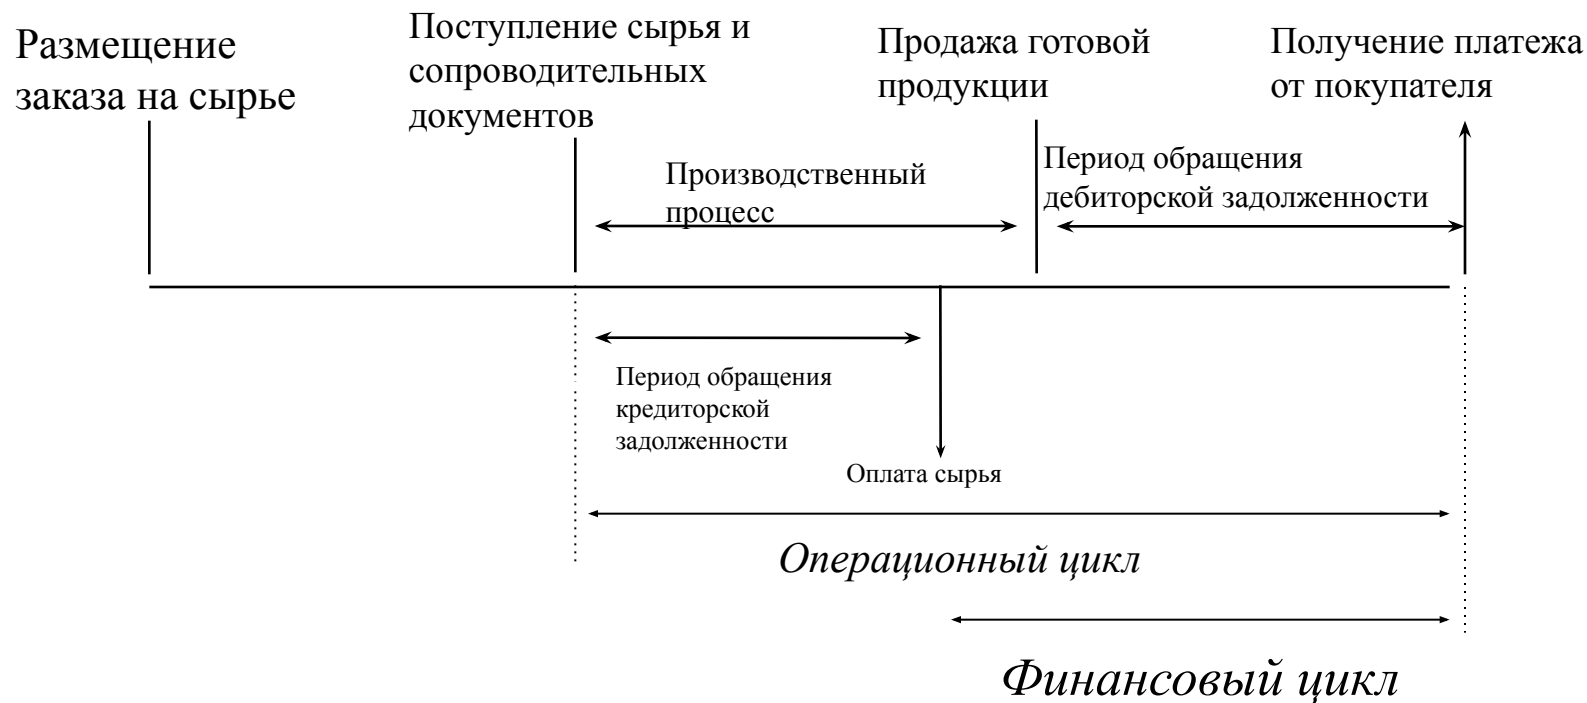 Размещение
заказа на сырье
Поступление сырья и
сопроводительных
документов
Продажа готовой
продукции
Получение платежа
от покупателя
Производственный
процесс
Период обращения
дебиторской задолженности
Период обращения
кредиторской
задолженности
Оплата сырья
Операционный цикл
Финансовый цикл